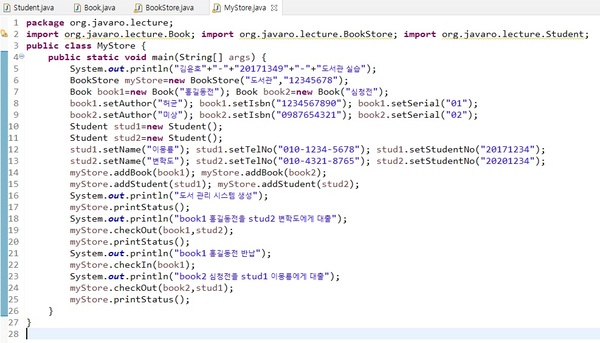 Student.java Book.java BookStore.java MyStore.java
1 package org.javaro.lecture;
2 import org.javaro.lecture.Book; import org.javaro.lecture.BookStore; import org.javaro.lecture.Student;
3 public class MyStore {
4 public static void main(String[] args) {
5 System.out.println("김윤호"+"-"+"20171349"+"-"+"도서관 실습");
6 BookStore myStore=new BookStore("도서관","12345678");
7 Book book1=new Book("홍길동전"); Book book2=new Book("심청전");
8 book1.setAuthor("허균"); book1.setIsbn("1234567890"); book1.setSerial("01");
9 book2.setAuthor("미상"); book2.setIsbn("0987654321"); book2.setSerial("02");
10 Student stud1=new Student();
11 Student stud2=new Student();
12 stud1.setName("이몽룡"); stud1.setTelNo("010-1234-5678"); stud1.setStudentNo("20171234");
13 stud2.setName("변학도"); stud2.setTelNo("010-4321-8765"); stud2.setStudentNo("20201234");
14 myStore.addBook(book1); myStore.addBook(book2);
15 myStore.addStudent(stud1); myStore.addStudent(stud2);
16 System.out.println("도서 관리 시스템 생성");
17 myStore.printStatus();
18 System.out.println("book1 홍길동전을 stud2 변학도에게 대출");
19 myStore.checkOut(book1,stud2);
20 myStore.printStatus();
21 System.out.println("book1 홍길동전 반납");
22 myStore.checkIn(book1);
23 System.out.println("book2 심청전을 stud1 이몽룡에게 대출");
24 myStore.checkOut(book2,stud1);
25 myStore.printStatus();
26 }
27 }
28